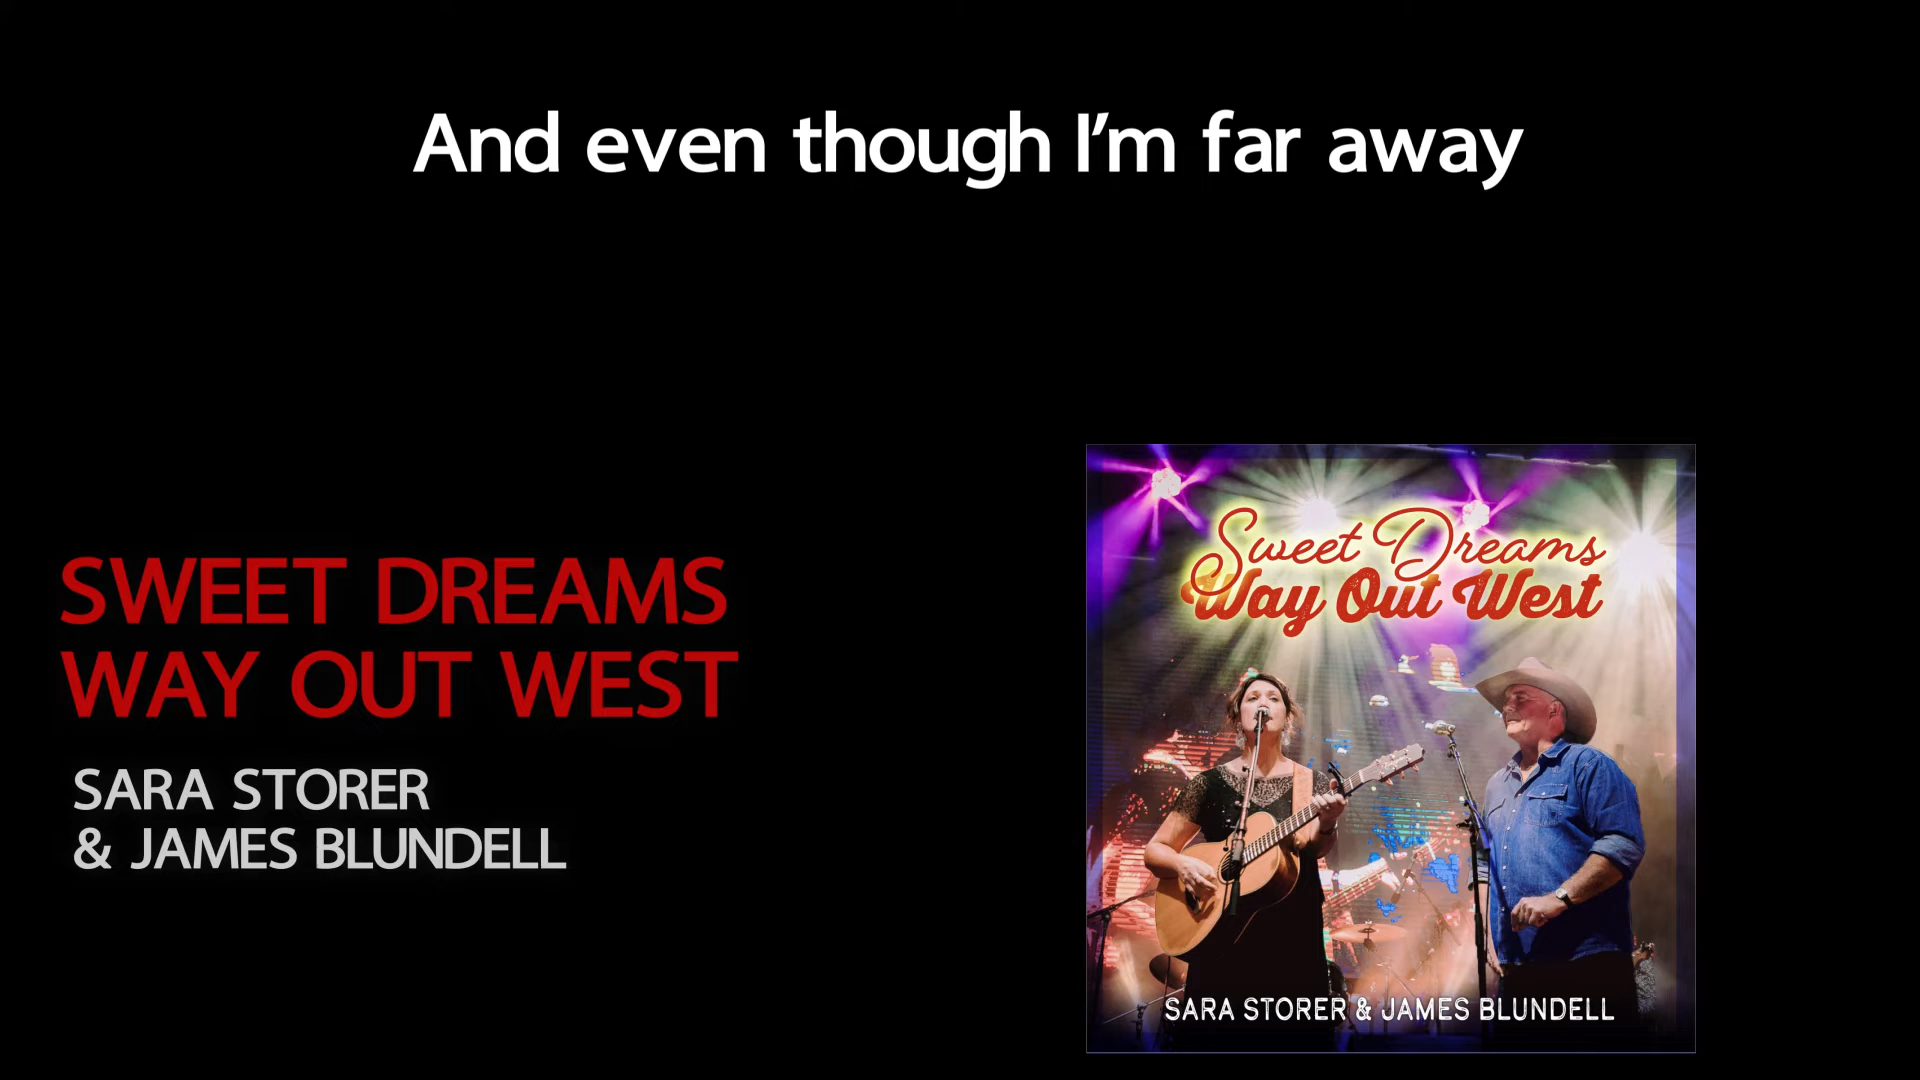 And even though I'm far away
SWEET DREAMS
WAY OUT WEST
SARA STORER
& JAMES BLUNDELL
Sweet Dreams
Way Out West
SARA STORER & JAMES BLUNDELL